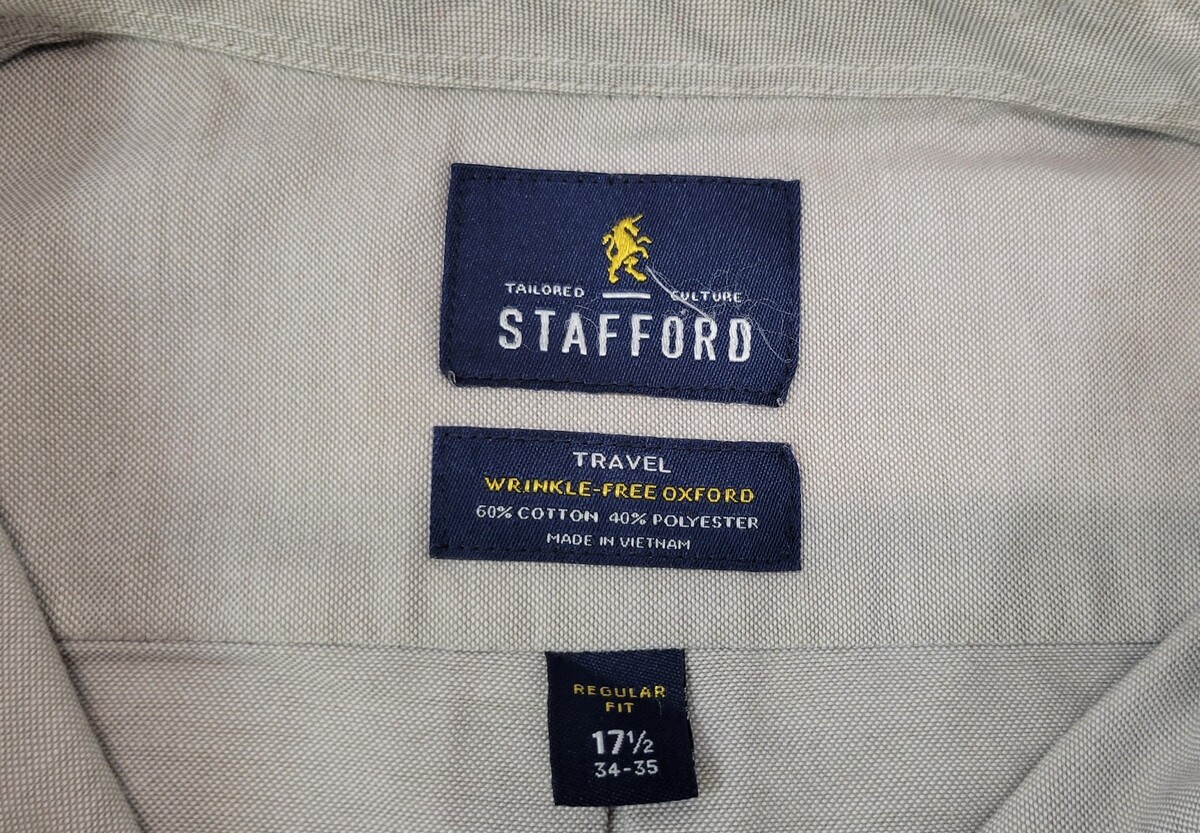 TAILORED CULTURE
STAFFORD
TRAVEL
WRINKLE-FREE OXFORD
60% COTTON 40% POLYESTER
MADE IN VIETNAM
REGULAR
FIT
17½
34-35